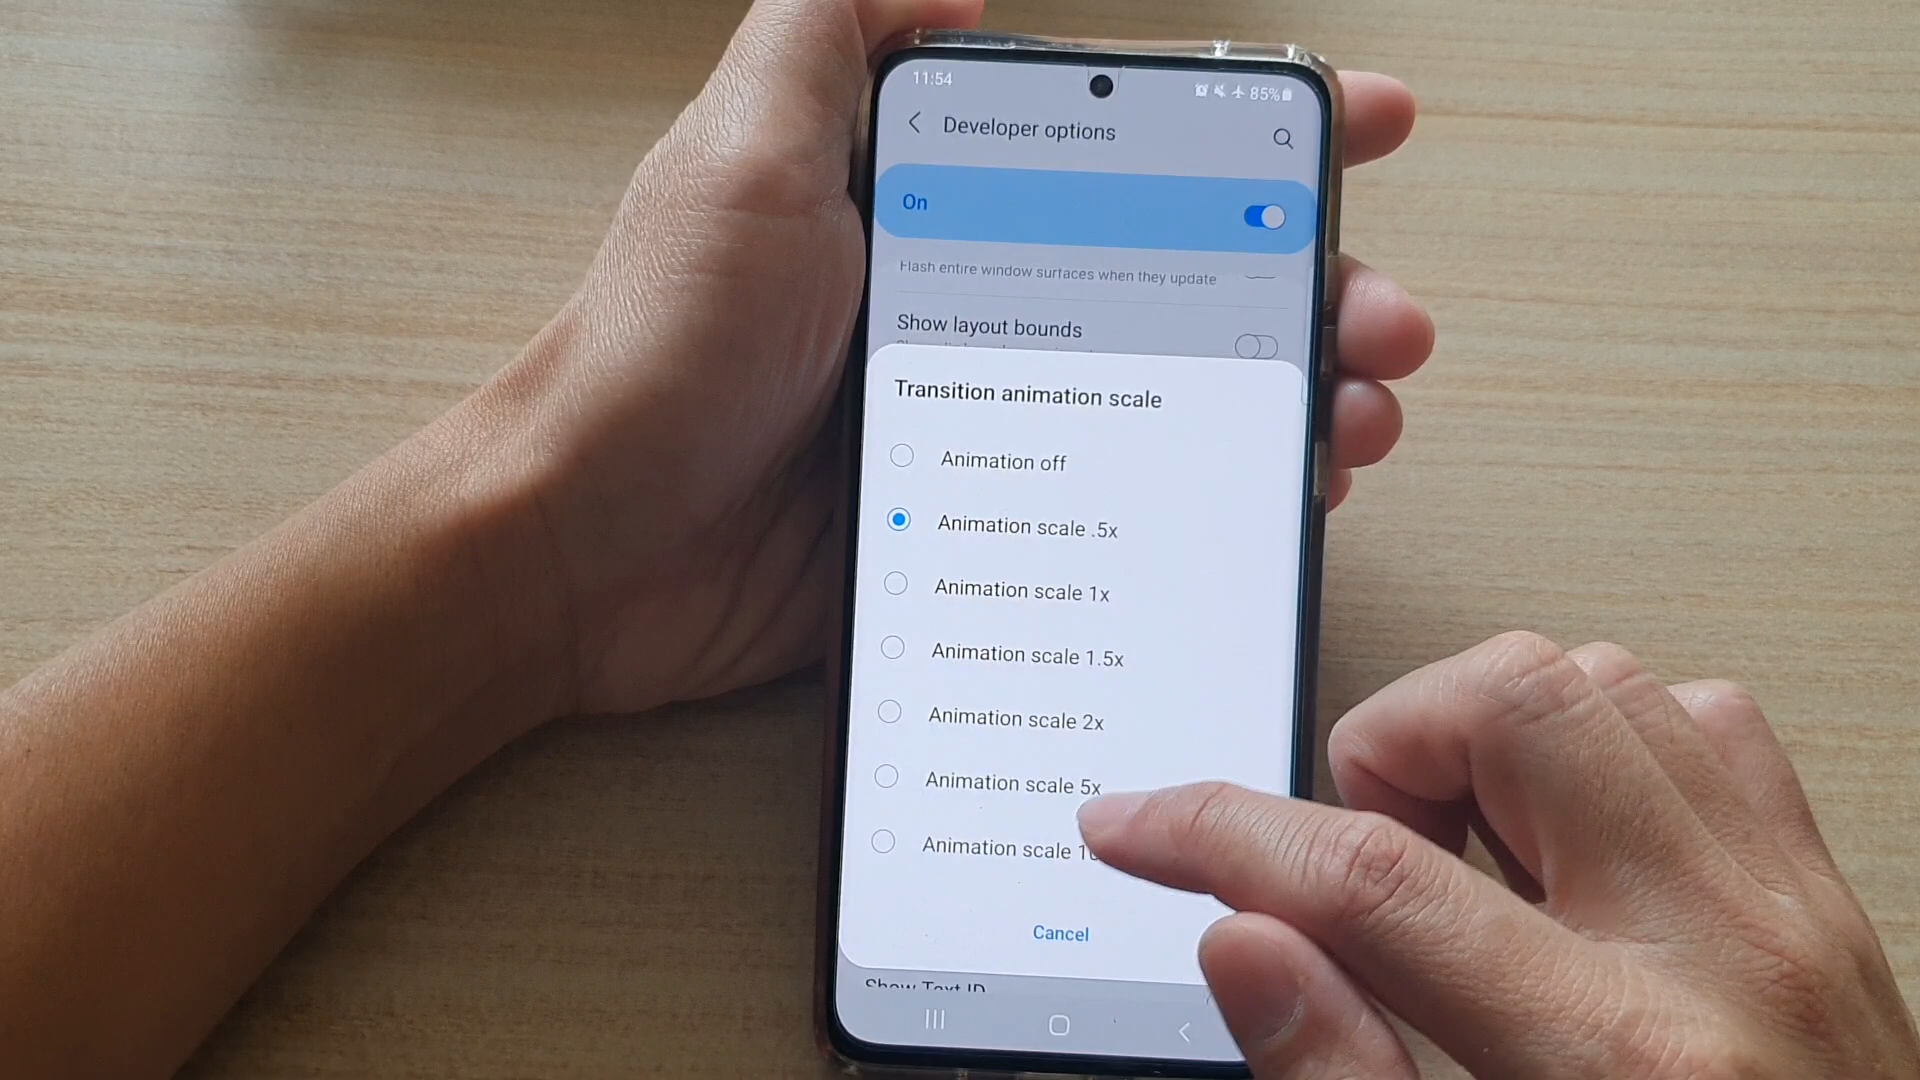 11:54
85%
Developer options
On
Flash entire window surfaces when they update
Show layout bounds
Transition animation scale
Animation off
Animation scale .5x
Animation scale 1x
Animation scale 1.5x
Animation scale 2x
Animation scale 5x
Animation scale
Cancel
Show Text ID